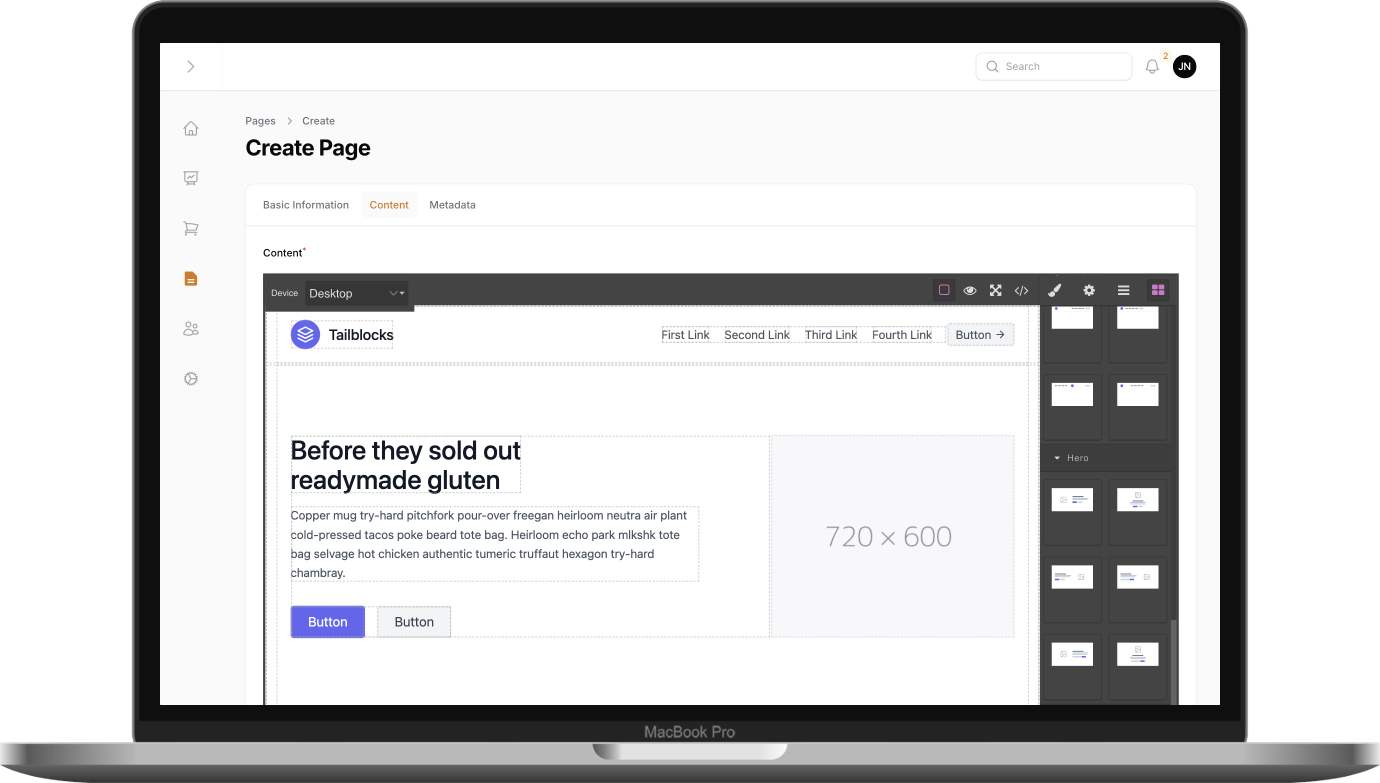 Search
2
JN
Pages
Create
Create Page
Basic Information
Content
Metadata
Content*
Device
Desktop
</>
Tailblocks
First Link
Second Link
Third Link
Fourth Link
Button →
Hero
Before they sold out
readymade gluten
Copper mug try-hard pitchfork pour-over freegan heirloom neutra air plant
cold-pressed tacos poke beard tote bag. Heirloom echo park mlkshk tote
bag selvage hot chicken authentic tumeric truffaut hexagon try-hard
chambray.
720 × 600
Button
Button
MacBook Pro